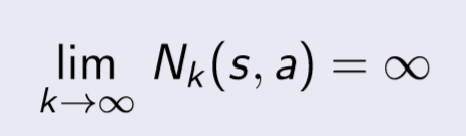 lim N_k(s, a) = ∞
k→∞